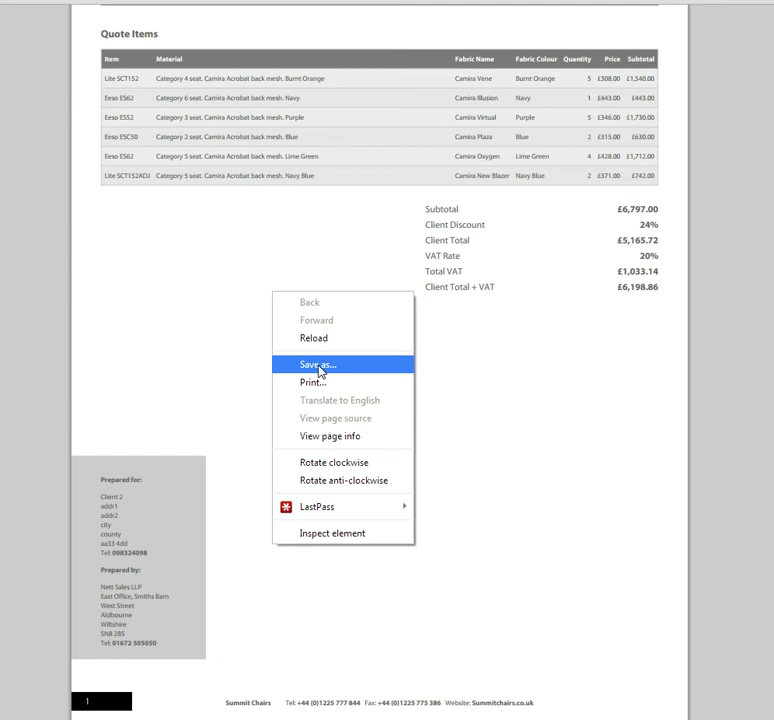 Quote Items
Item Material Fabric Name Fabric Colour Quantity Price Subtotal
Lite SCT152 Category 4 seat. Camira Acrobat back mesh. Burnt Orange Camira Vene Burnt Orange 5 £308.00 £1,540.00
Eeso ES62 Category 6 seat. Camira Acrobat back mesh. Navy Camira Illusion Navy 1 £443.00 £443.00
Eeso ES52 Category 3 seat. Camira Acrobat back mesh. Purple Camira Virtual Purple 5 £346.00 £1,730.00
Eeso ESC50 Category 2 seat. Camira Acrobat back mesh. Blue Camira Plaza Blue 2 £315.00 £630.00
Eeso ES62 Category 5 seat. Camira Acrobat back mesh. Lime Green Camira Oxygen Lime Green 4 £428.00 £1,712.00
Lite SCT152ADJ Category 5 seat. Camira Acrobat back mesh. Navy Blue Camira New Blazer Navy Blue 2 £371.00 £742.00
Subtotal £6,797.00
Client Discount 24%
Client Total £5,165.72
VAT Rate 20%
Total VAT £1,033.14
Client Total + VAT £6,198.86
Back
Forward
Reload
Save as...
Print...
Translate to English
View page source
View page info
Rotate clockwise
Rotate anti-clockwise
LastPass
Inspect element
Prepared for:
Client 2
addr1
addr2
city
county
aa33 4dd
Tel: 098324098
Prepared by:
Nett Sales LLP
East Office, Smiths Barn
West Street
Aldbourne
Wiltshire
SN8 2BS
Tel: 01672 505050
1
Summit Chairs Tel: +44 (0)1225 777 844 Fax: +44 (0)1225 775 386 Website: Summitchairs.co.uk